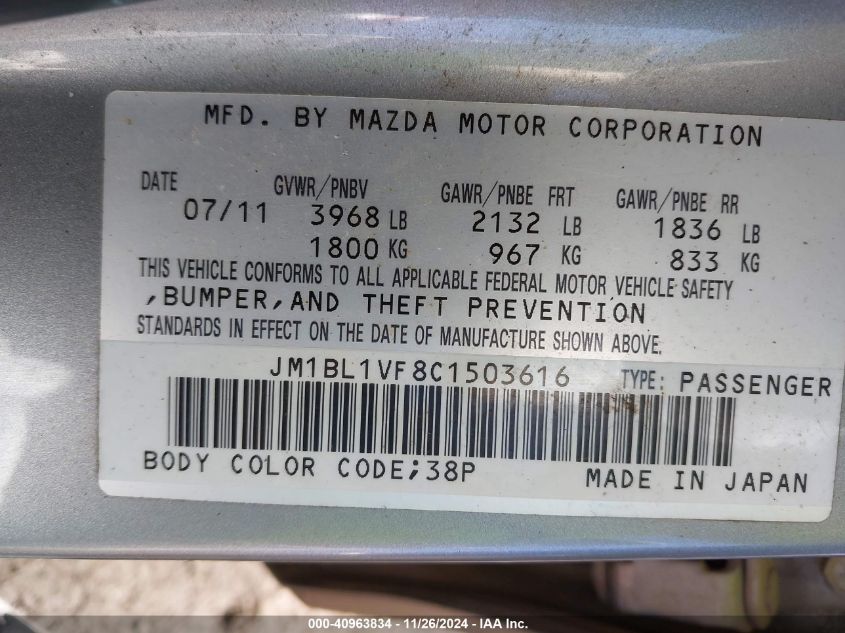 MFD. BY MAZDA MOTOR CORPORATION
DATE GVWR/PNBV GAWR/PNBE FRT GAWR/PNBE RR
07/11 3968 LB 2132 LB 1836 LB
1800 KG 967 KG 833 KG
THIS VEHICLE CONFORMS TO ALL APPLICABLE FEDERAL MOTOR VEHICLE SAFETY
,BUMPER,AND THEFT PREVENTION
STANDARDS IN EFFECT ON THE DATE OF MANUFACTURE SHOWN ABOVE.
JM1BL1VF8C1503616 TYPE: PASSENGER
BODY COLOR CODE;38P MADE IN JAPAN
000-40963834 - 11/26/2024 - IAA Inc.